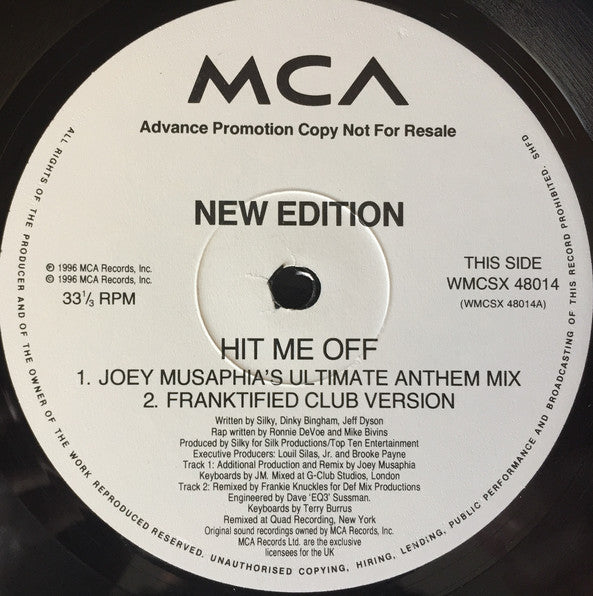 MCA
Advance Promotion Copy Not For Resale
NEW EDITION
℗ 1996 MCA Records, Inc.
© 1996 MCA Records, Inc.
33⅓ RPM
THIS SIDE
WMCSX 48014
(WMCSX 48014A)
HIT ME OFF
1. JOEY MUSAPHIA'S ULTIMATE ANTHEM MIX
2. FRANKTIFIED CLUB VERSION
Written by Silky, Dinky Bingham, Jeff Dyson
Rap written by Ronnie DeVoe and Mike Bivins
Produced by Silky for Silk Productions/Top Ten Entertainment
Executive Producers: Louil Silas, Jr. and Brooke Payne
Track 1: Additional Production and Remix by Joey Musaphia
Keyboards by JM. Mixed at G-Club Studios, London
Track 2: Remixed by Frankie Knuckles for Def Mix Productions
Engineered by Dave 'EQ3' Sussman.
Keyboards by Terry Burrus
Remixed at Quad Recording, New York
Original sound recordings owned by MCA Records, Inc.
MCA Records Ltd. are the exclusive
licensees for the UK
ALL RIGHTS OF THE PRODUCER AND OF THE OWNER OF THE WORK REPRODUCED RESERVED. UNAUTHORISED COPYING, HIRING, LENDING, PUBLIC PERFORMANCE AND BROADCASTING OF THIS RECORD PROHIBITED. SHFD